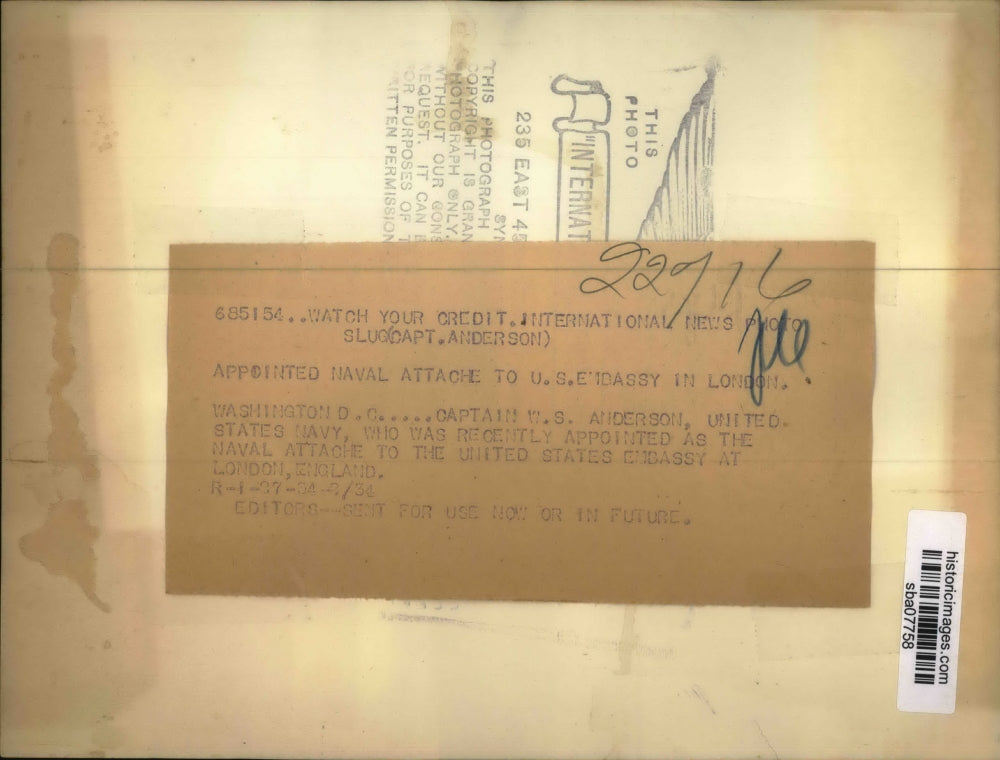 THIS
PHOTO
"INTERNAT
235 EAST 45
SYN
THIS PHOTOGRAPH
COPYRIGHT IS GRAN
PHOTOGRAPH ONLY.
WITHOUT OUR CONS
REQUEST. IT CAN
OR PURPOSES OF T
RITTEN PERMISSION
22716
685154..WATCH YOUR CREDIT.INTERNATIONAL NEWS PHOTO
SLUG(CAPT.ANDERSON)
APPOINTED NAVAL ATTACHE TO U.S.EMBASSY IN LONDON.
WASHINGTON D.C.....CAPTAIN W.S. ANDERSON, UNITED
STATES NAVY, WHO WAS RECENTLY APPOINTED AS THE
NAVAL ATTACHE TO THE UNITED STATES EMBASSY AT
LONDON, ENGLAND.
EDITORS--SENT FOR USE NOW OR IN FUTURE.
historicimages.com
sba07758